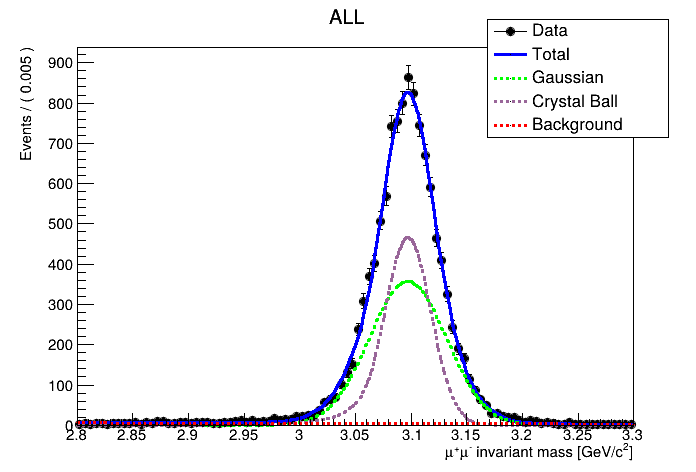 ALL
Data
Total
Gaussian
Crystal Ball
Background
Events / ( 0.005 )
900
800
700
600
500
400
300
200
100
0
2.8 2.85 2.9 2.95 3 3.05 3.1 3.15 3.2 3.25 3.3
μ⁺μ⁻ invariant mass [GeV/c²]